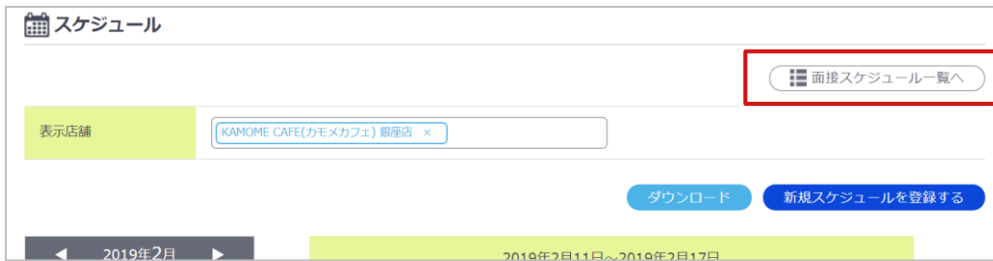 スケジュール
面接スケジュール一覧へ
表示店舗
KAMOME CAFE(カモメカフェ) 銀座店 ×
ダウンロード 新規スケジュールを登録する
◀ 2019年2月 ▶ 2019年2月11日～2019年2月17日